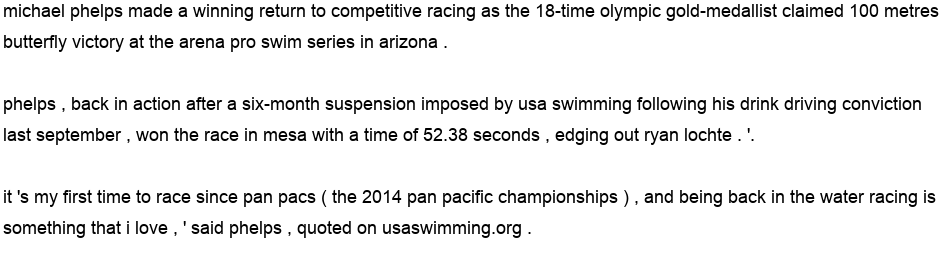 michael phelps made a winning return to competitive racing as the 18-time olympic gold-medallist claimed 100 metres
butterfly victory at the arena pro swim series in arizona .
phelps , back in action after a six-month suspension imposed by usa swimming following his drink driving conviction
last september , won the race in mesa with a time of 52.38 seconds , edging out ryan lochte . '.
it 's my first time to race since pan pacs ( the 2014 pan pacific championships ) , and being back in the water racing is
something that i love , ' said phelps , quoted on usaswimming.org .